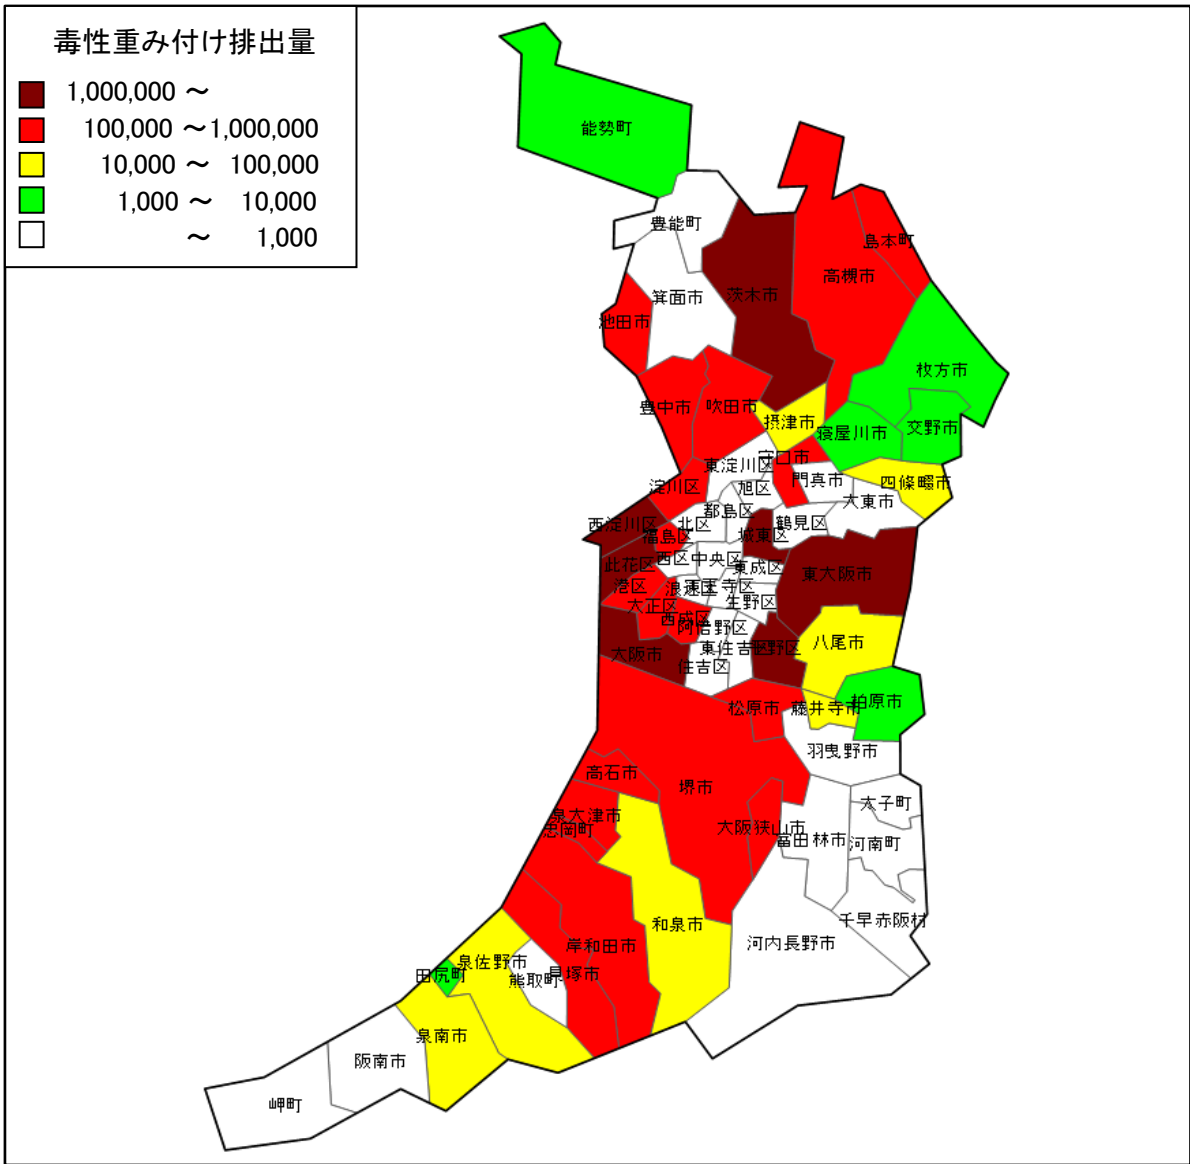 毒性重み付け排出量
1,000,000 ～
100,000 ～1,000,000
10,000 ～ 100,000
1,000 ～ 10,000
～ 1,000
能勢町
豊能町
島本町
高槻市
茨木市
箕面市
池田市
枚方市
豊中市
吹田市
摂津市
交野市
寝屋川市
守口市
東淀川区
門真市
四條畷市
淀川区
旭区
大東市
都島区
西淀川区
北区
鶴見区
福島区
城東区
西区
中央区
此花区
東成区
東大阪市
港区
浪速区
天王寺区
生野区
大正区
西成区
阿倍野区
八尾市
東住吉区
平野区
大阪市
住吉区
柏原市
松原市
藤井寺市
羽曳野市
高石市
堺市
太子町
泉大津市
忠岡町
大阪狭山市
富田林市
河南町
千早赤阪村
和泉市
河内長野市
岸和田市
泉佐野市
田尻町
熊取町
貝塚市
泉南市
阪南市
岬町